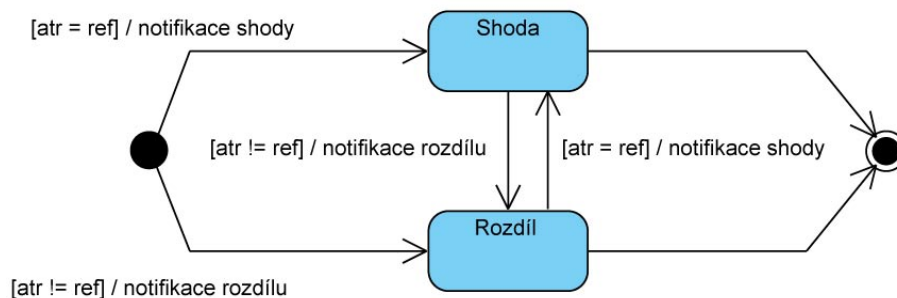 [atr = ref] / notifikace shody
Shoda
[atr != ref] / notifikace rozdílu
[atr = ref] / notifikace shody
Rozdíl
[atr != ref] / notifikace rozdílu